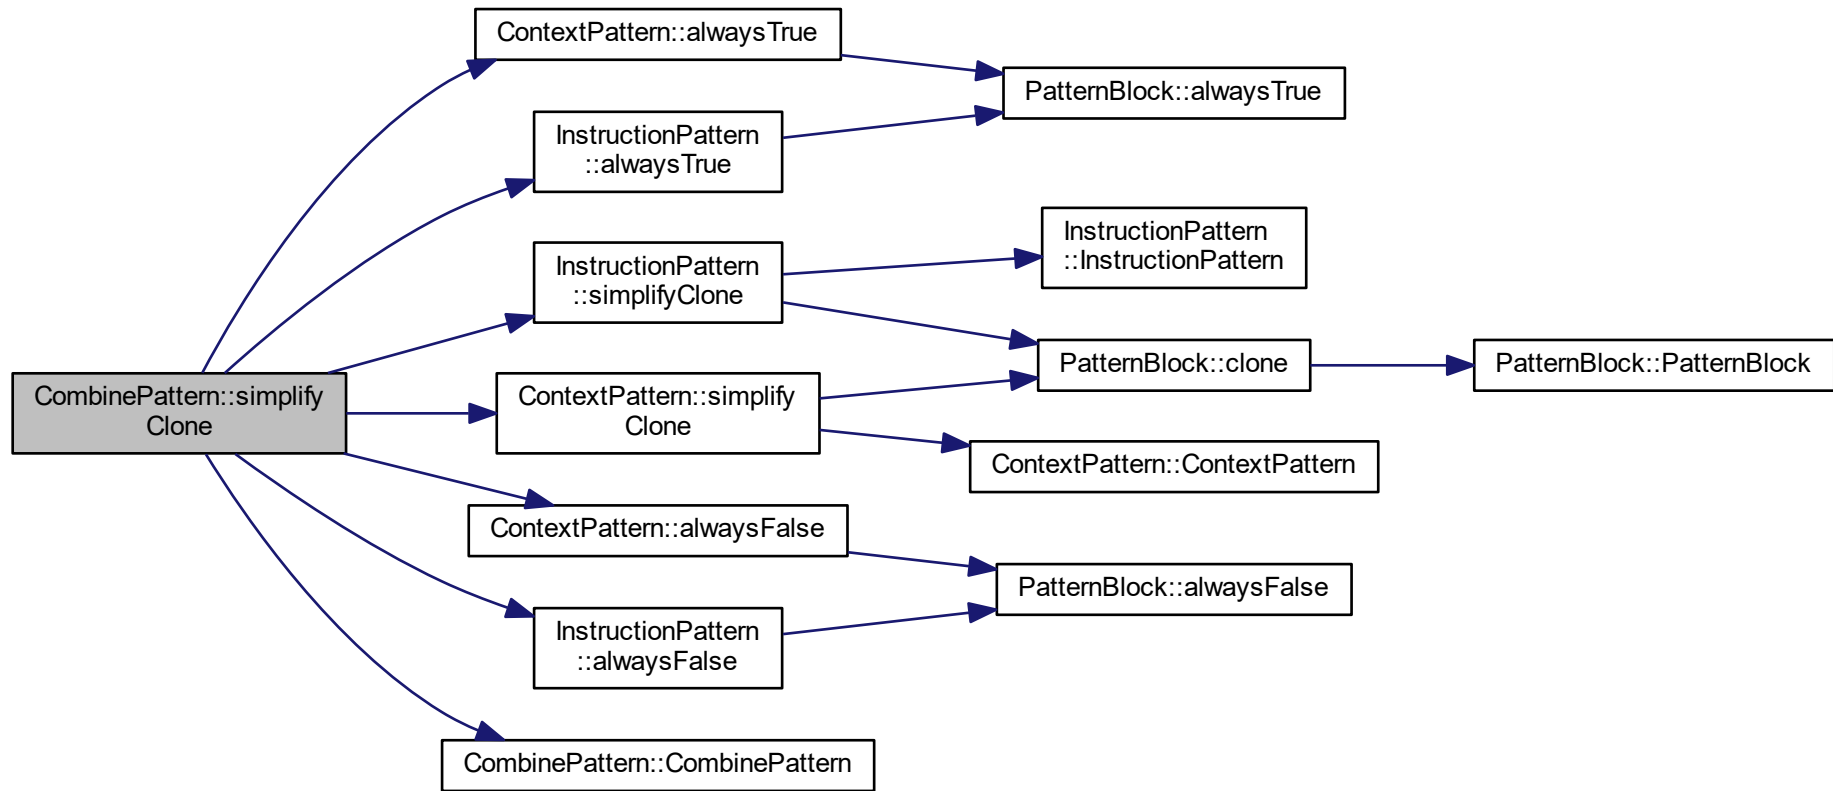 ContextPattern::alwaysTrue
PatternBlock::alwaysTrue
InstructionPattern
::alwaysTrue
InstructionPattern
::InstructionPattern
InstructionPattern
::simplifyClone
PatternBlock::clone
PatternBlock::PatternBlock
CombinePattern::simplify
Clone
ContextPattern::simplify
Clone
ContextPattern::ContextPattern
ContextPattern::alwaysFalse
PatternBlock::alwaysFalse
InstructionPattern
::alwaysFalse
CombinePattern::CombinePattern